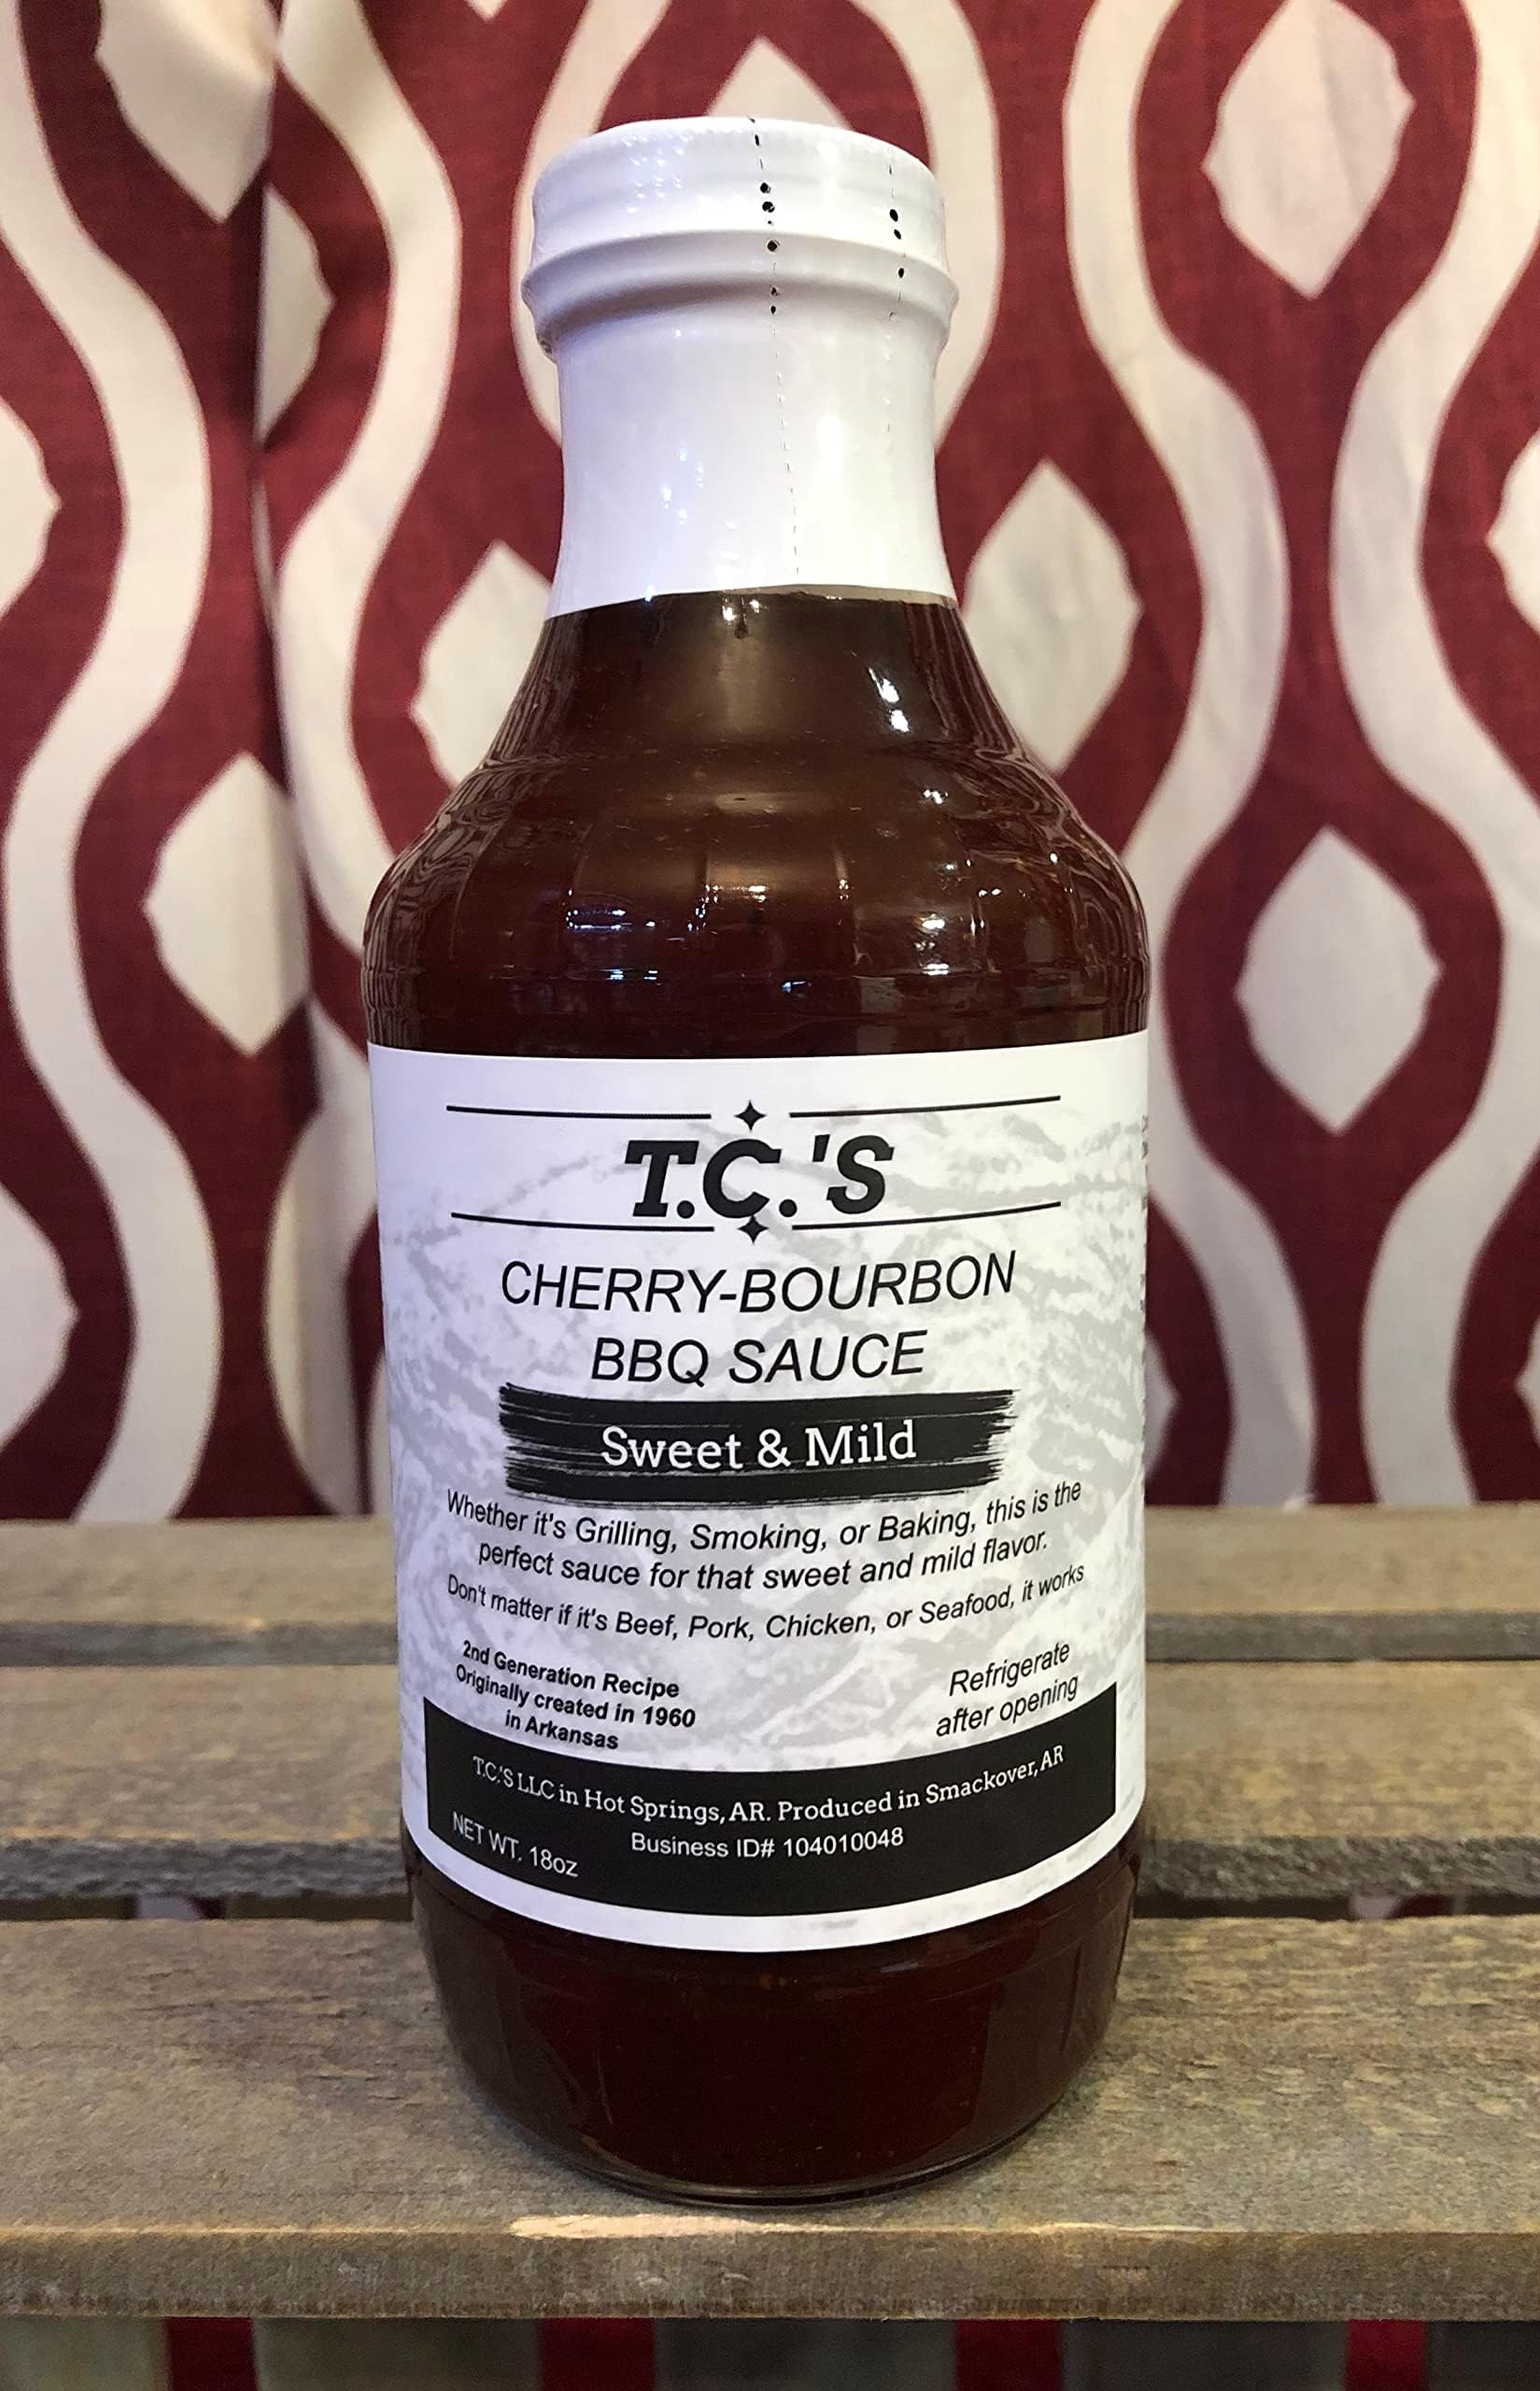 T.C.'S
CHERRY-BOURBON
BBQ SAUCE
Sweet & Mild
Whether it's Grilling, Smoking, or Baking, this is the
perfect sauce for that sweet and mild flavor.
Don't matter if it's Beef, Pork, Chicken, or Seafood, it works
2nd Generation Recipe
Originally created in 1960
in Arkansas
Refrigerate
after opening
T.C.'S LLC in Hot Springs, AR. Produced in Smackover, AR
Business ID# 104010048
NET WT. 18oz